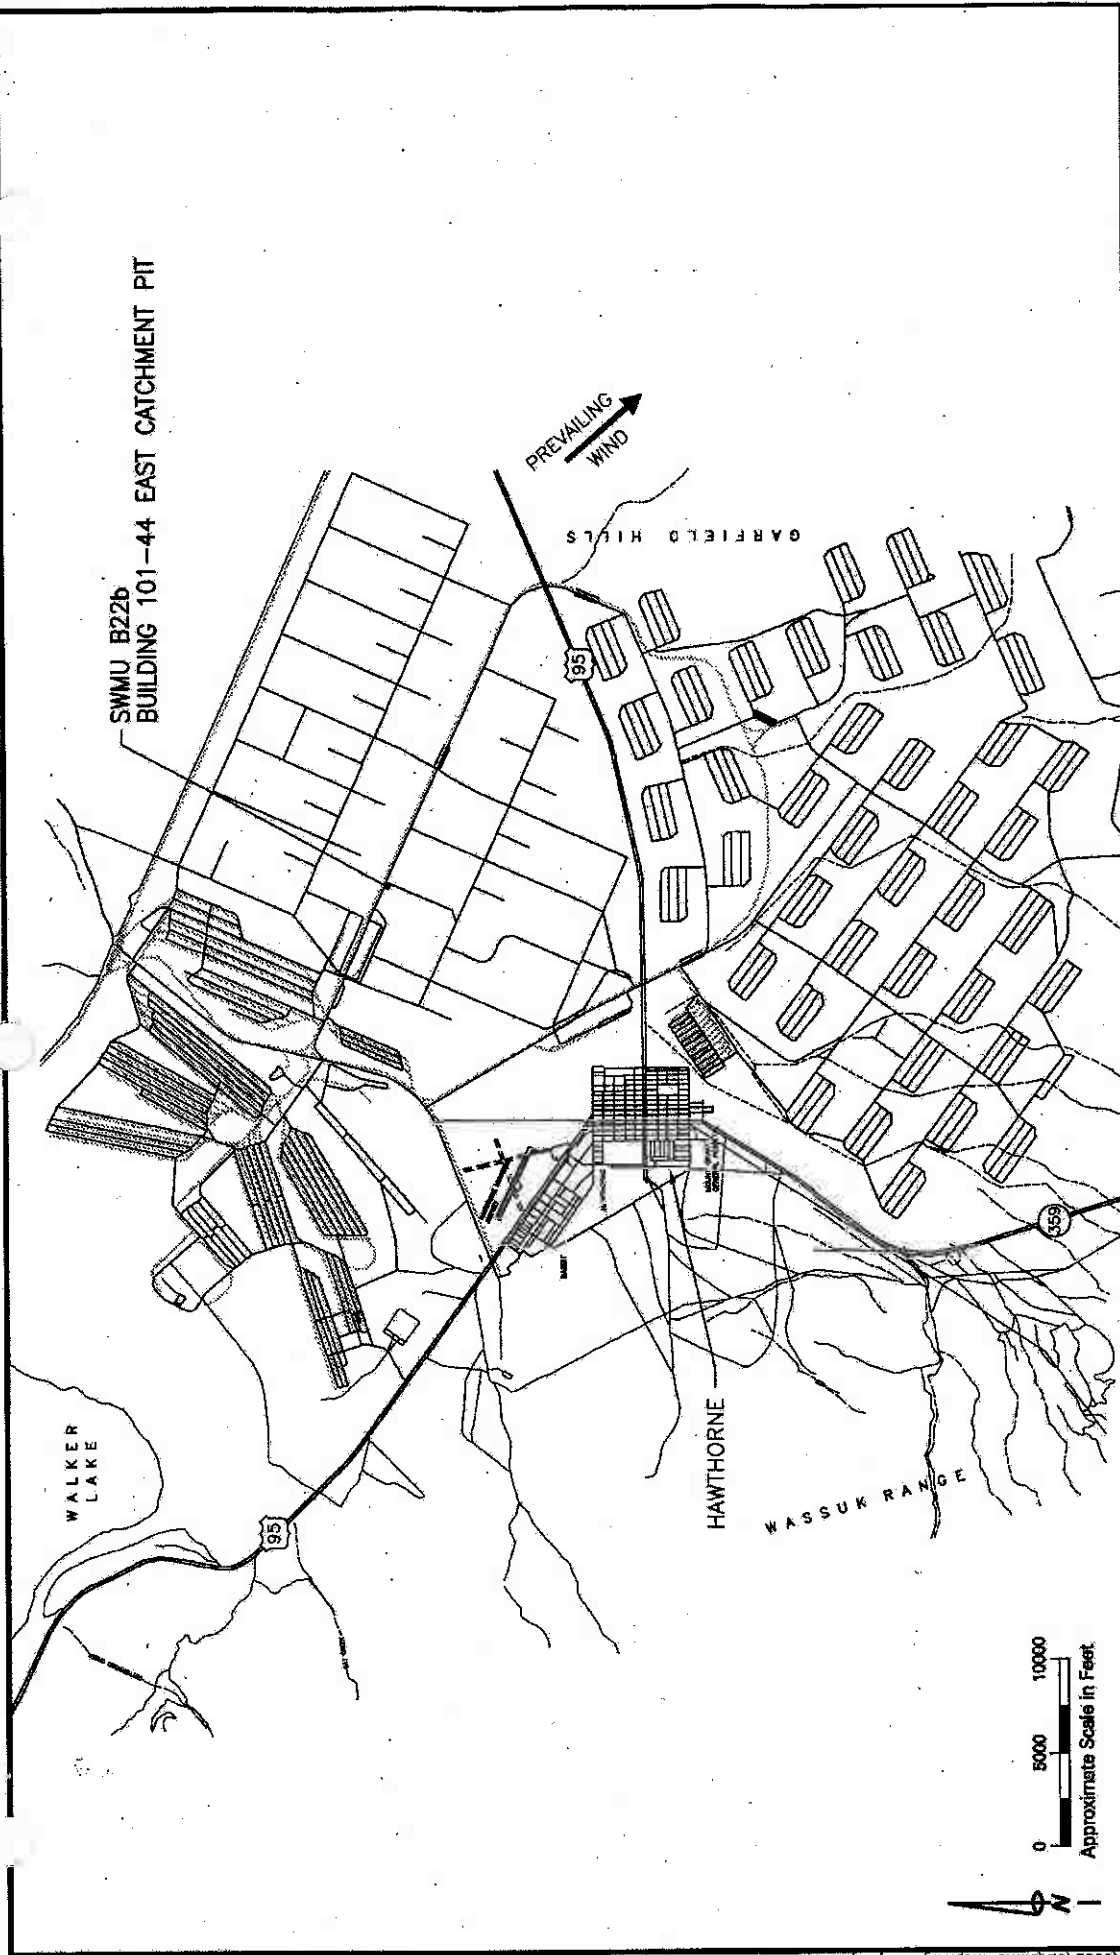 SWMU B22b
BUILDING 101-44 EAST CATCHMENT PIT
WALKER
LAKE
95
PREVAILING
WIND
GARFIELD HILLS
95
HAWTHORNE
WASSUK RANGE
359
0 5000 10000
Approximate Scale in Feet
N